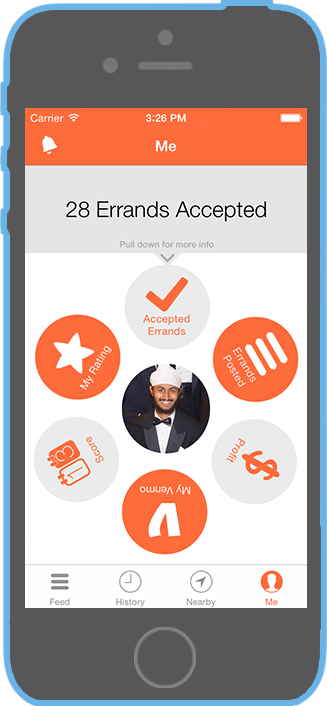 Carrier 3:26 PM
Me
28 Errands Accepted
Pull down for more info
Accepted
Errands
My Rating
Errands
Posted
Score
Profit
My Venmo
Feed
History
Nearby
Me